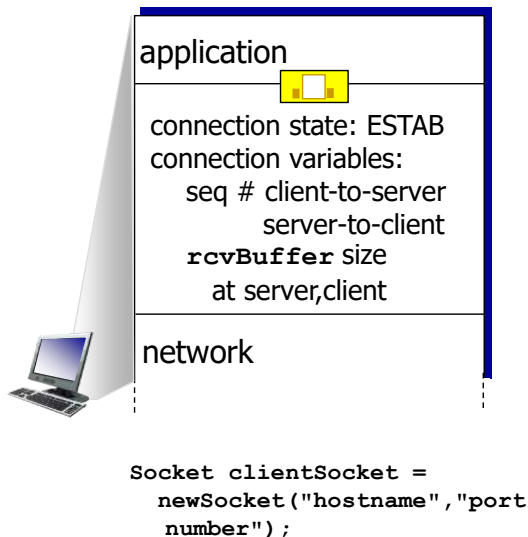 application
connection state: ESTAB
connection variables:
seq # client-to-server
server-to-client
rcvBuffer size
at server,client
network
Socket clientSocket =
newSocket("hostname","port
number");